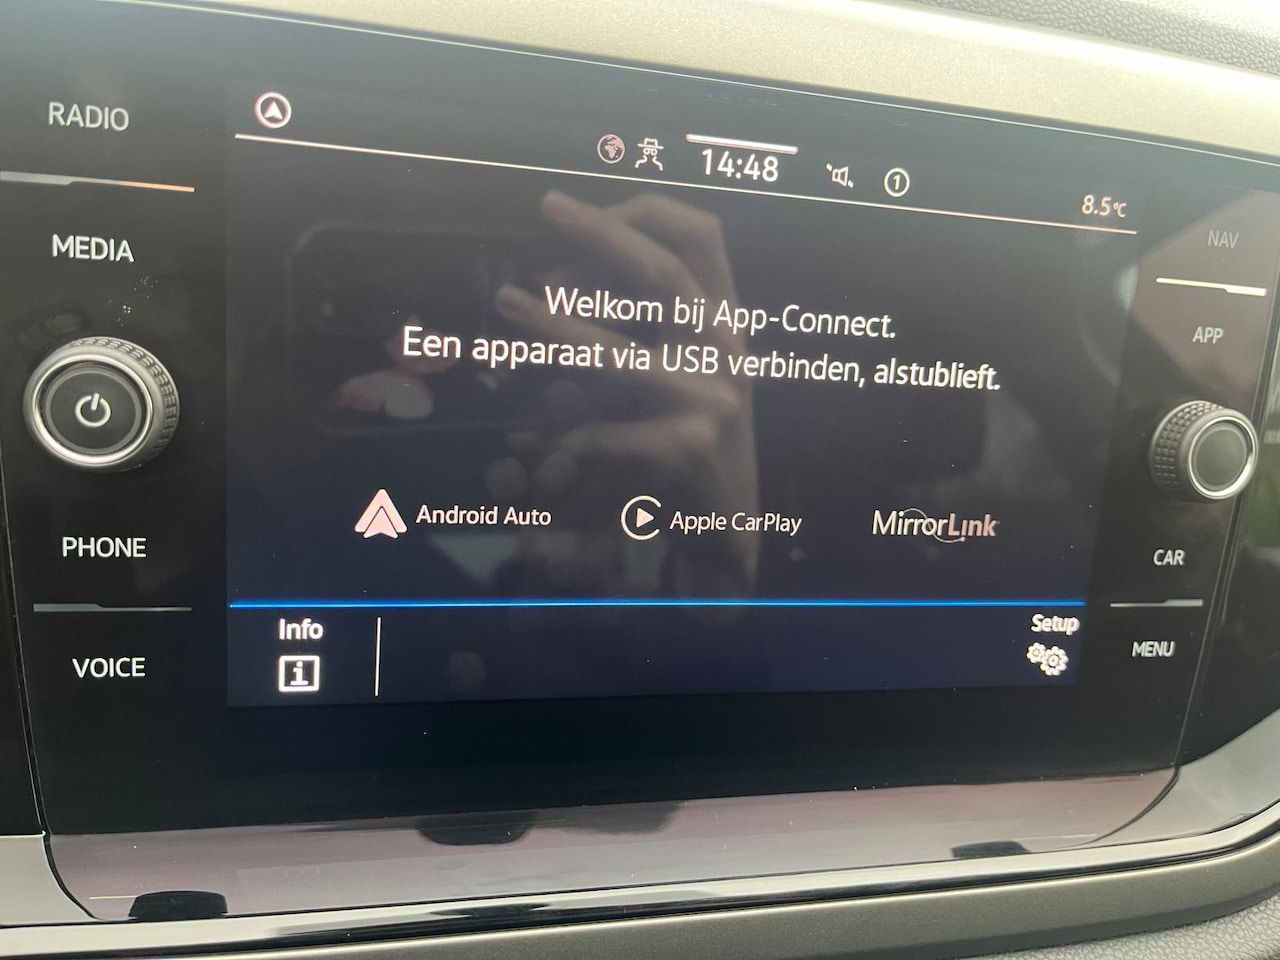 RADIO
MEDIA
PHONE
VOICE
14:48
1
8.5°C
Welkom bij App-Connect.
Een apparaat via USB verbinden, alstublieft.
Android Auto
Apple CarPlay
MirrorLink
Info
i
Setup
NAV
APP
CAR
MENU